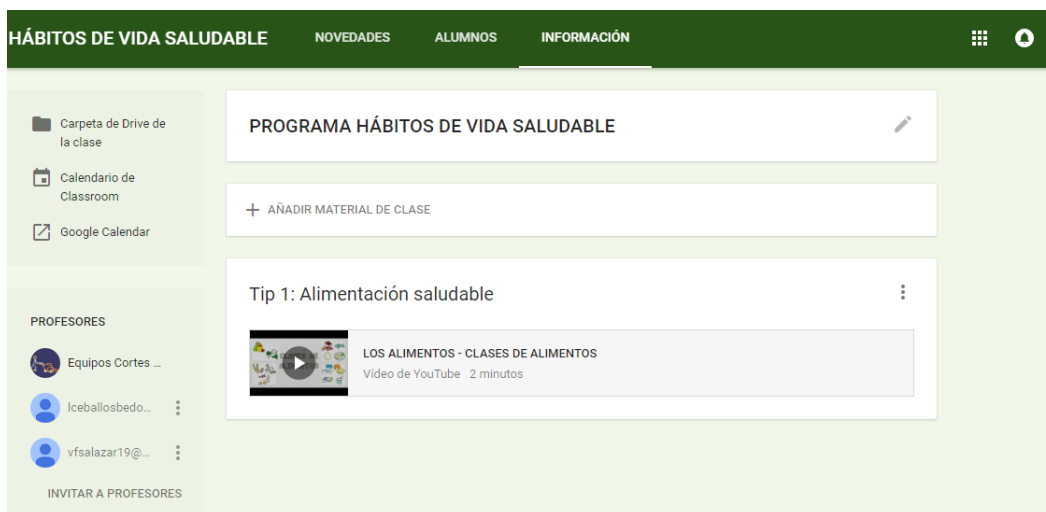 HÁBITOS DE VIDA SALUDABLE
NOVEDADES
ALUMNOS
INFORMACIÓN
Carpeta de Drive de
la clase
Calendario de
Classroom
Google Calendar
PROFESORES
Equipos Cortes ...
lceballosbedo...
vfsalazar19@...
INVITAR A PROFESORES
PROGRAMA HÁBITOS DE VIDA SALUDABLE
AÑADIR MATERIAL DE CLASE
Tip 1: Alimentación saludable
LOS ALIMENTOS - CLASES DE ALIMENTOS
Vídeo de YouTube 2 minutos